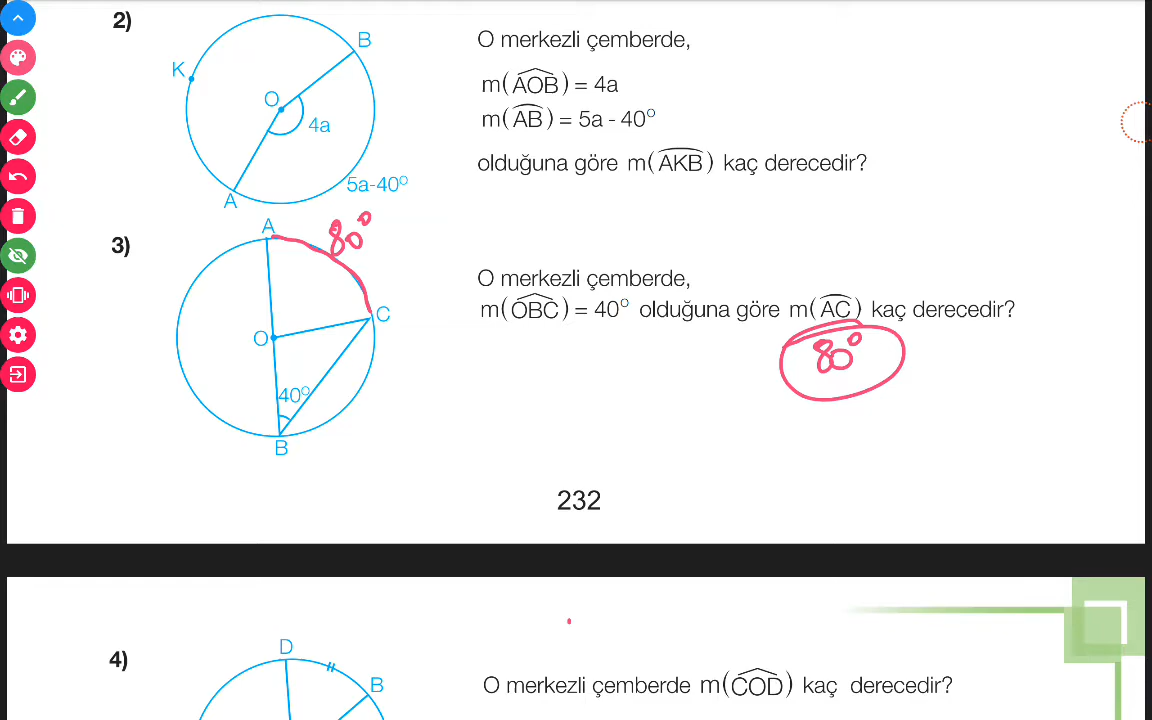 2)
B
K
O
4a
5a-40°
A
O merkezli çemberde,
m(AOB) = 4a
m(AB) = 5a - 40°
olduğuna göre m(AKB) kaç derecedir?
3)
A
80°
C
O
40°
B
O merkezli çemberde,
m(OBC) = 40° olduğuna göre m(AC) kaç derecedir?
80°
232
4)
D
B
O merkezli çemberde m(COD) kaç derecedir?